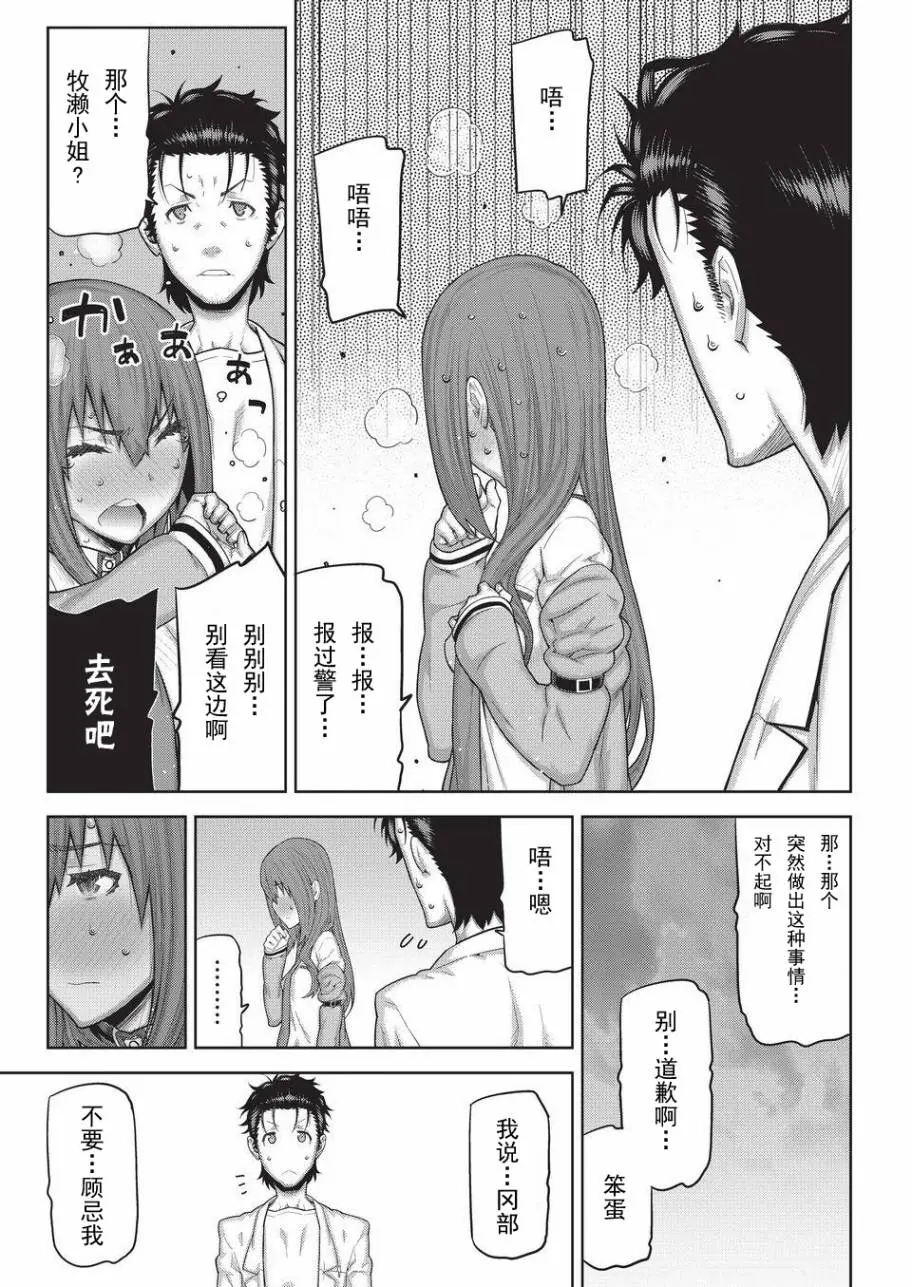 唔…
唔唔…
报…报…
报过警了…
那个…
牧濑小姐？
かぁぁぁっ
别别别…
别看这边啊
去死吧
那…那个
突然做出这种事情…
对不起啊
别…道歉啊…
笨蛋
唔…嗯
………
我说…冈部
不要…顾忌我